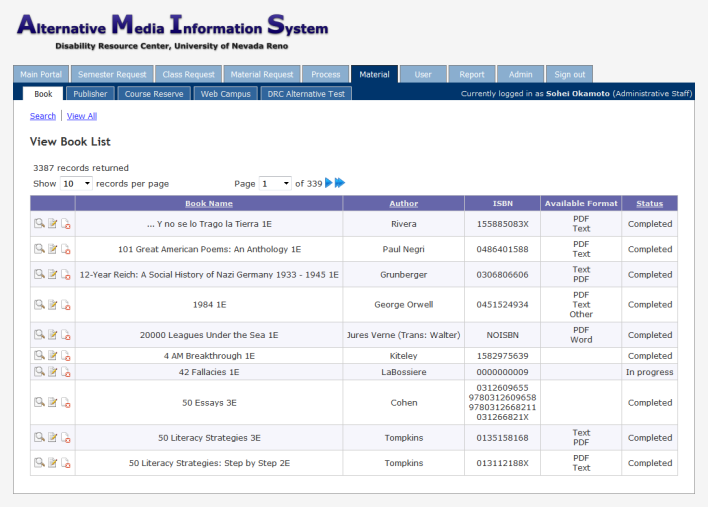 Alternative Media Information System
Disability Resource Center, University of Nevada Reno
Main Portal Semester Request Class Request Material Request Process Material User Report Admin Sign out
Book Publisher Course Reserve Web Campus DRC Alternative Test Currently logged in as Sohei Okamoto (Administrative Staff)
Search | View All
View Book List
3387 records returned
Show 10 records per page Page 1 of 339
Book Name Author ISBN Available Format Status
... Y no se lo Trago la Tierra 1E Rivera 155885083X PDF Text Completed
101 Great American Poems: An Anthology 1E Paul Negri 0486401588 PDF Text Completed
12-Year Reich: A Social History of Nazi Germany 1933 - 1945 1E Grunberger 0306806606 Text PDF Completed
1984 1E George Orwell 0451524934 PDF Text Other Completed
20000 Leagues Under the Sea 1E Jures Verne (Trans: Walter) NOISBN PDF Word Completed
4 AM Breakthrough 1E Kiteley 1582975639 Completed
42 Fallacies 1E LaBossiere 0000000009 In progress
50 Essays 3E Cohen 0312609655 9780312609658 9780312668211 031266821X Completed
50 Literacy Strategies 3E Tompkins 0135158168 Text PDF Completed
50 Literacy Strategies: Step by Step 2E Tompkins 013112188X PDF Text Completed